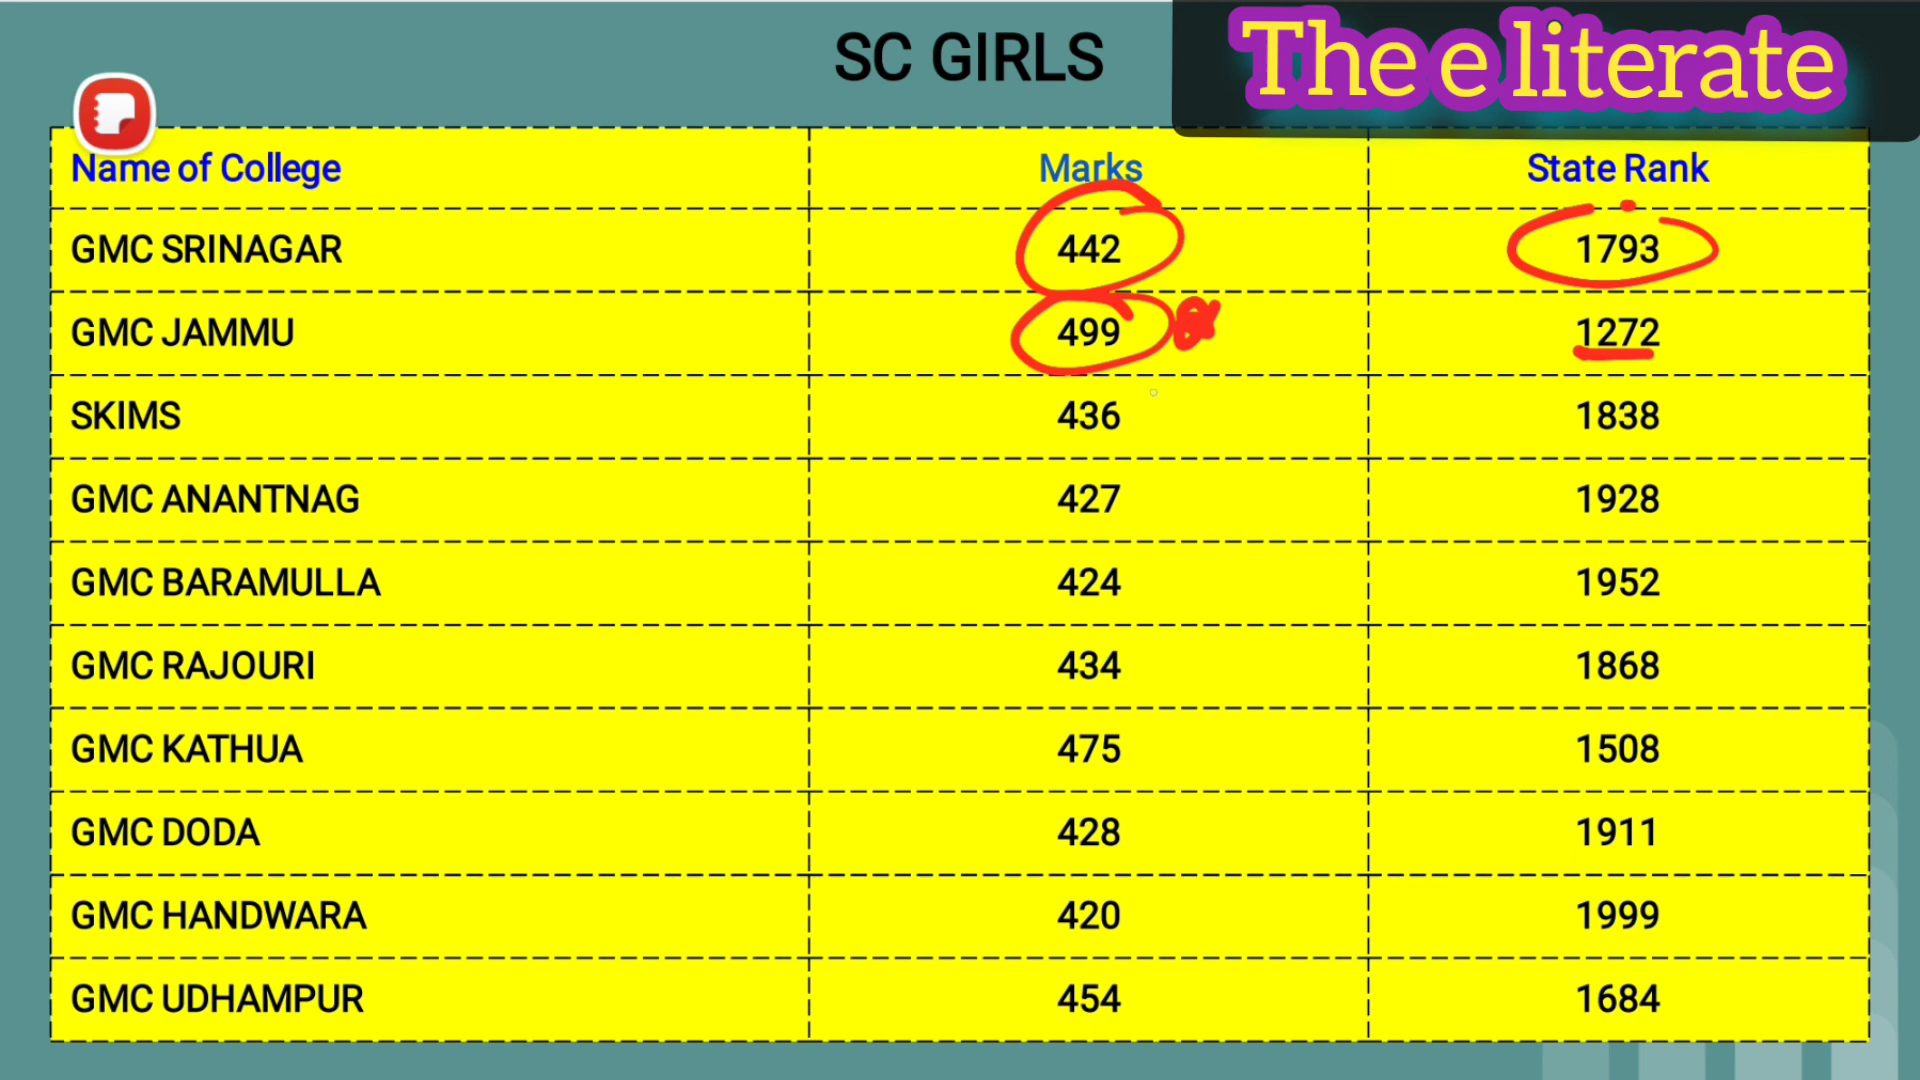 SC GIRLS
The e literate
Name of College Marks State Rank
GMC SRINAGAR 442 1793
GMC JAMMU 499 1272
SKIMS 436 1838
GMC ANANTNAG 427 1928
GMC BARAMULLA 424 1952
GMC RAJOURI 434 1868
GMC KATHUA 475 1508
GMC DODA 428 1911
GMC HANDWARA 420 1999
GMC UDHAMPUR 454 1684